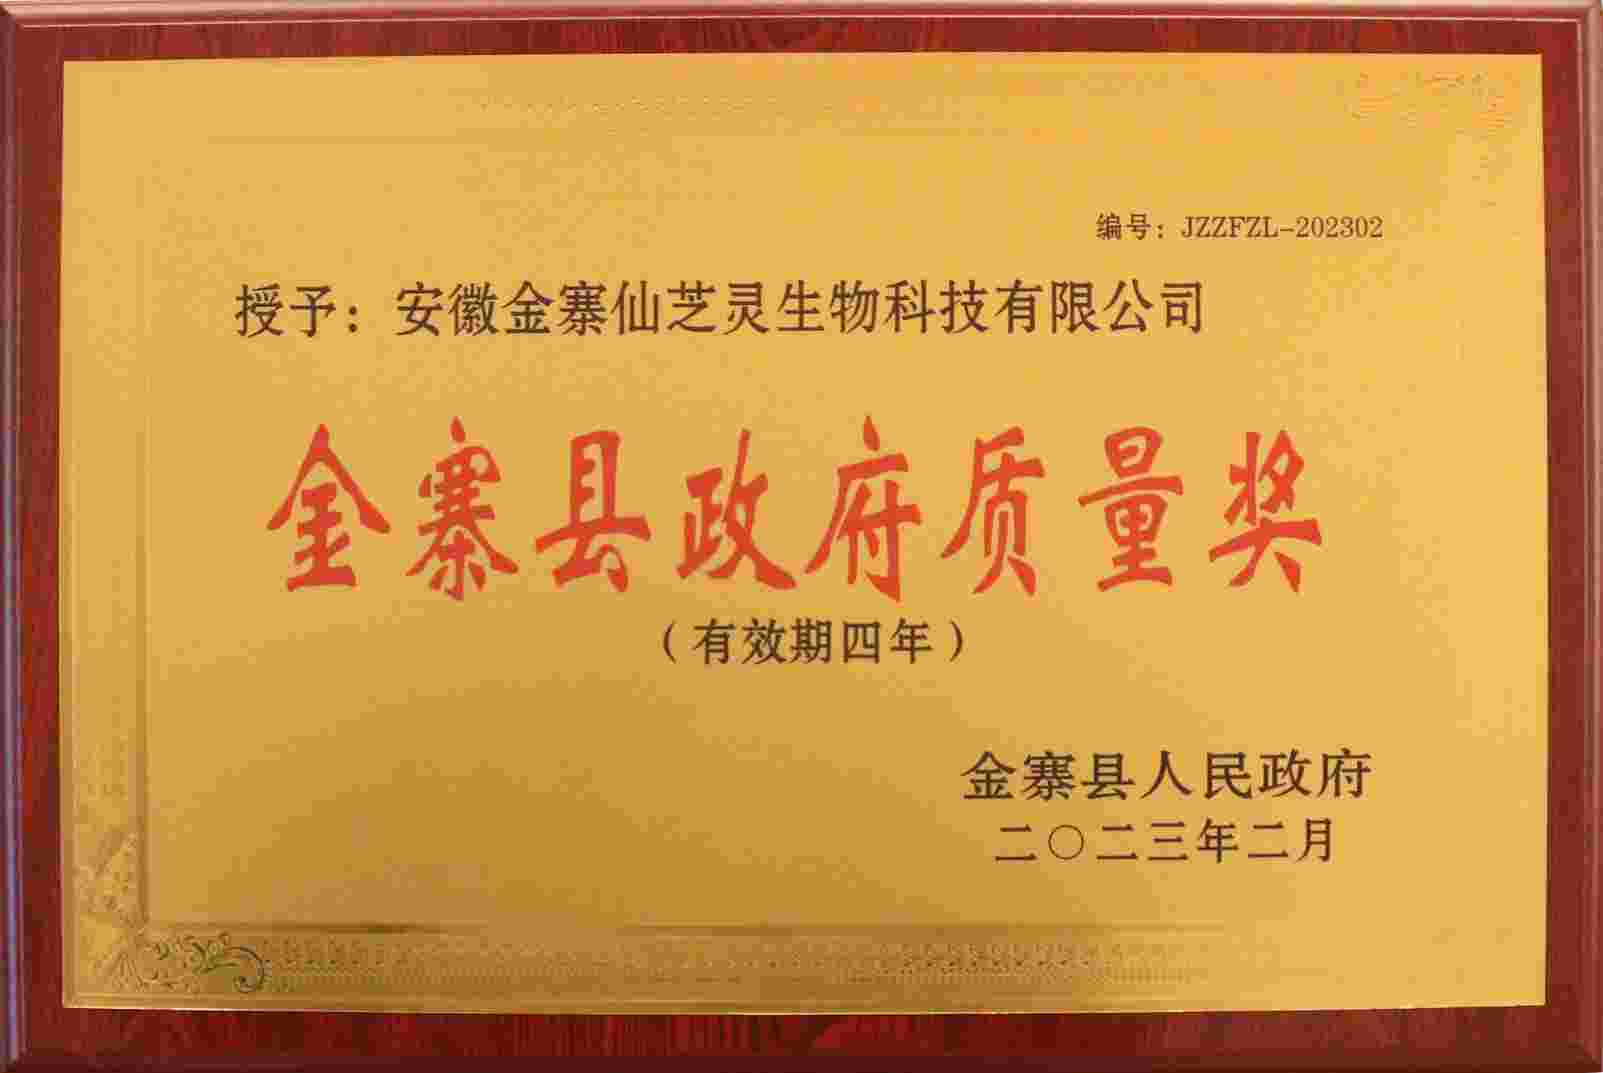 编号：JZZFZL-202302
授予：安徽金寨仙芝灵生物科技有限公司
金寨县政府质量奖
（有效期四年）
金寨县人民政府
二〇二三年二月